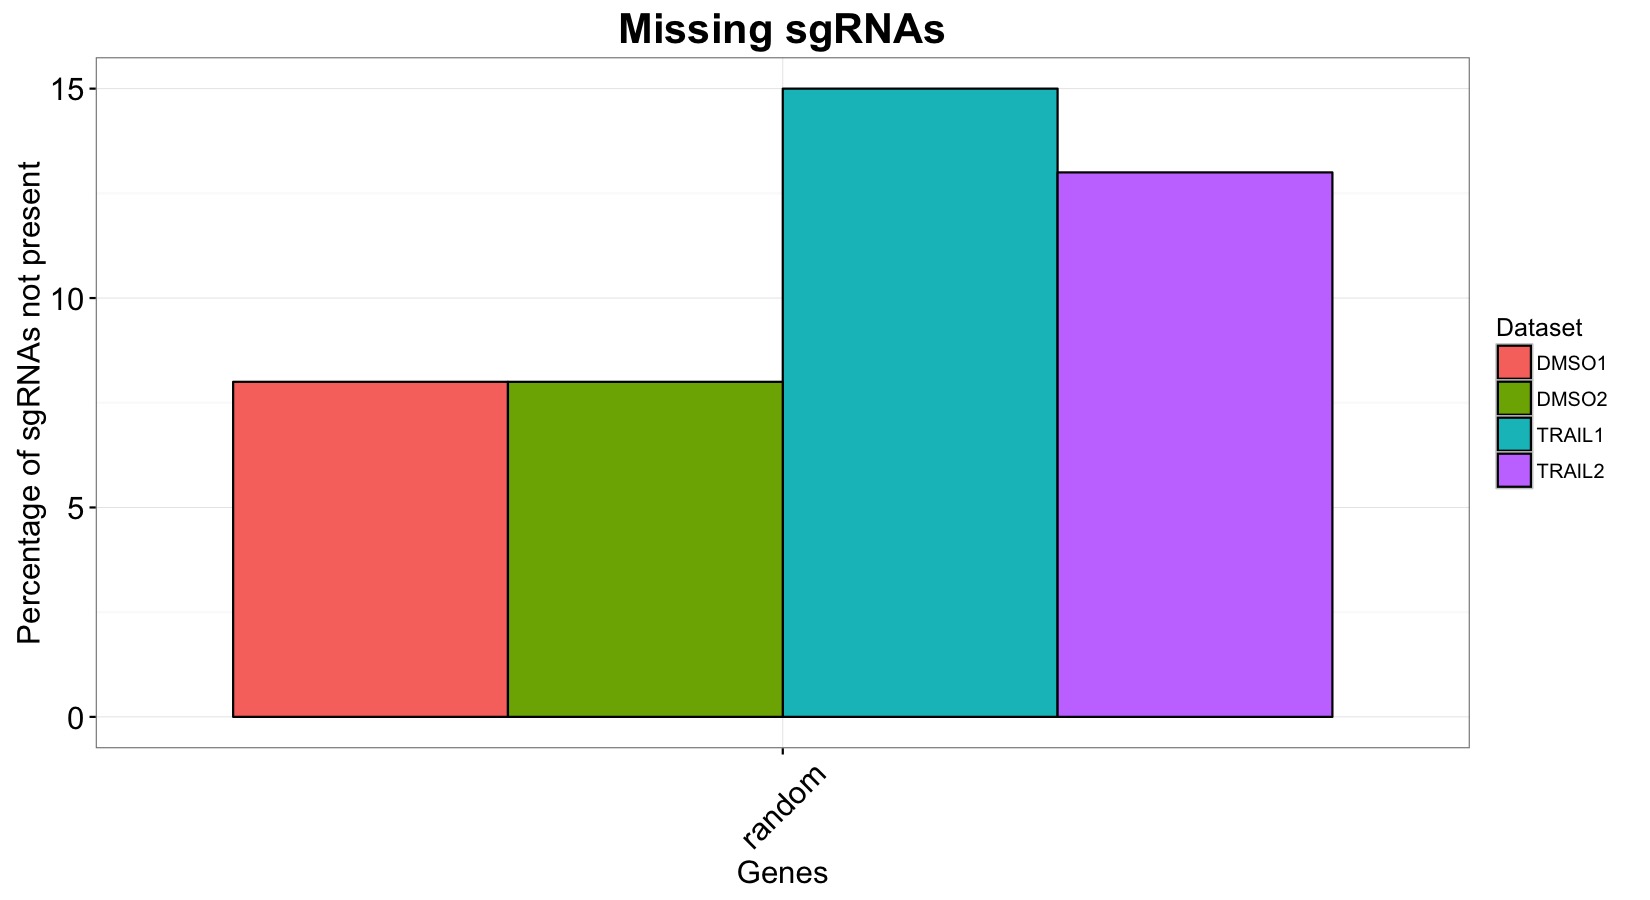 Missing sgRNAs
Percentage of sgRNAs not present
15
10
5
0
random
Genes
Dataset
DMSO1
DMSO2
TRAIL1
TRAIL2